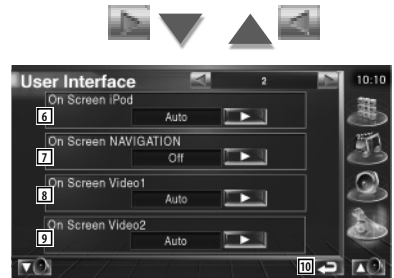 User Interface 2 10:10
On Screen iPod
6 Auto
On Screen NAVIGATION
7 Off
On Screen Video1
8 Auto
On Screen Video2
9 Auto
10